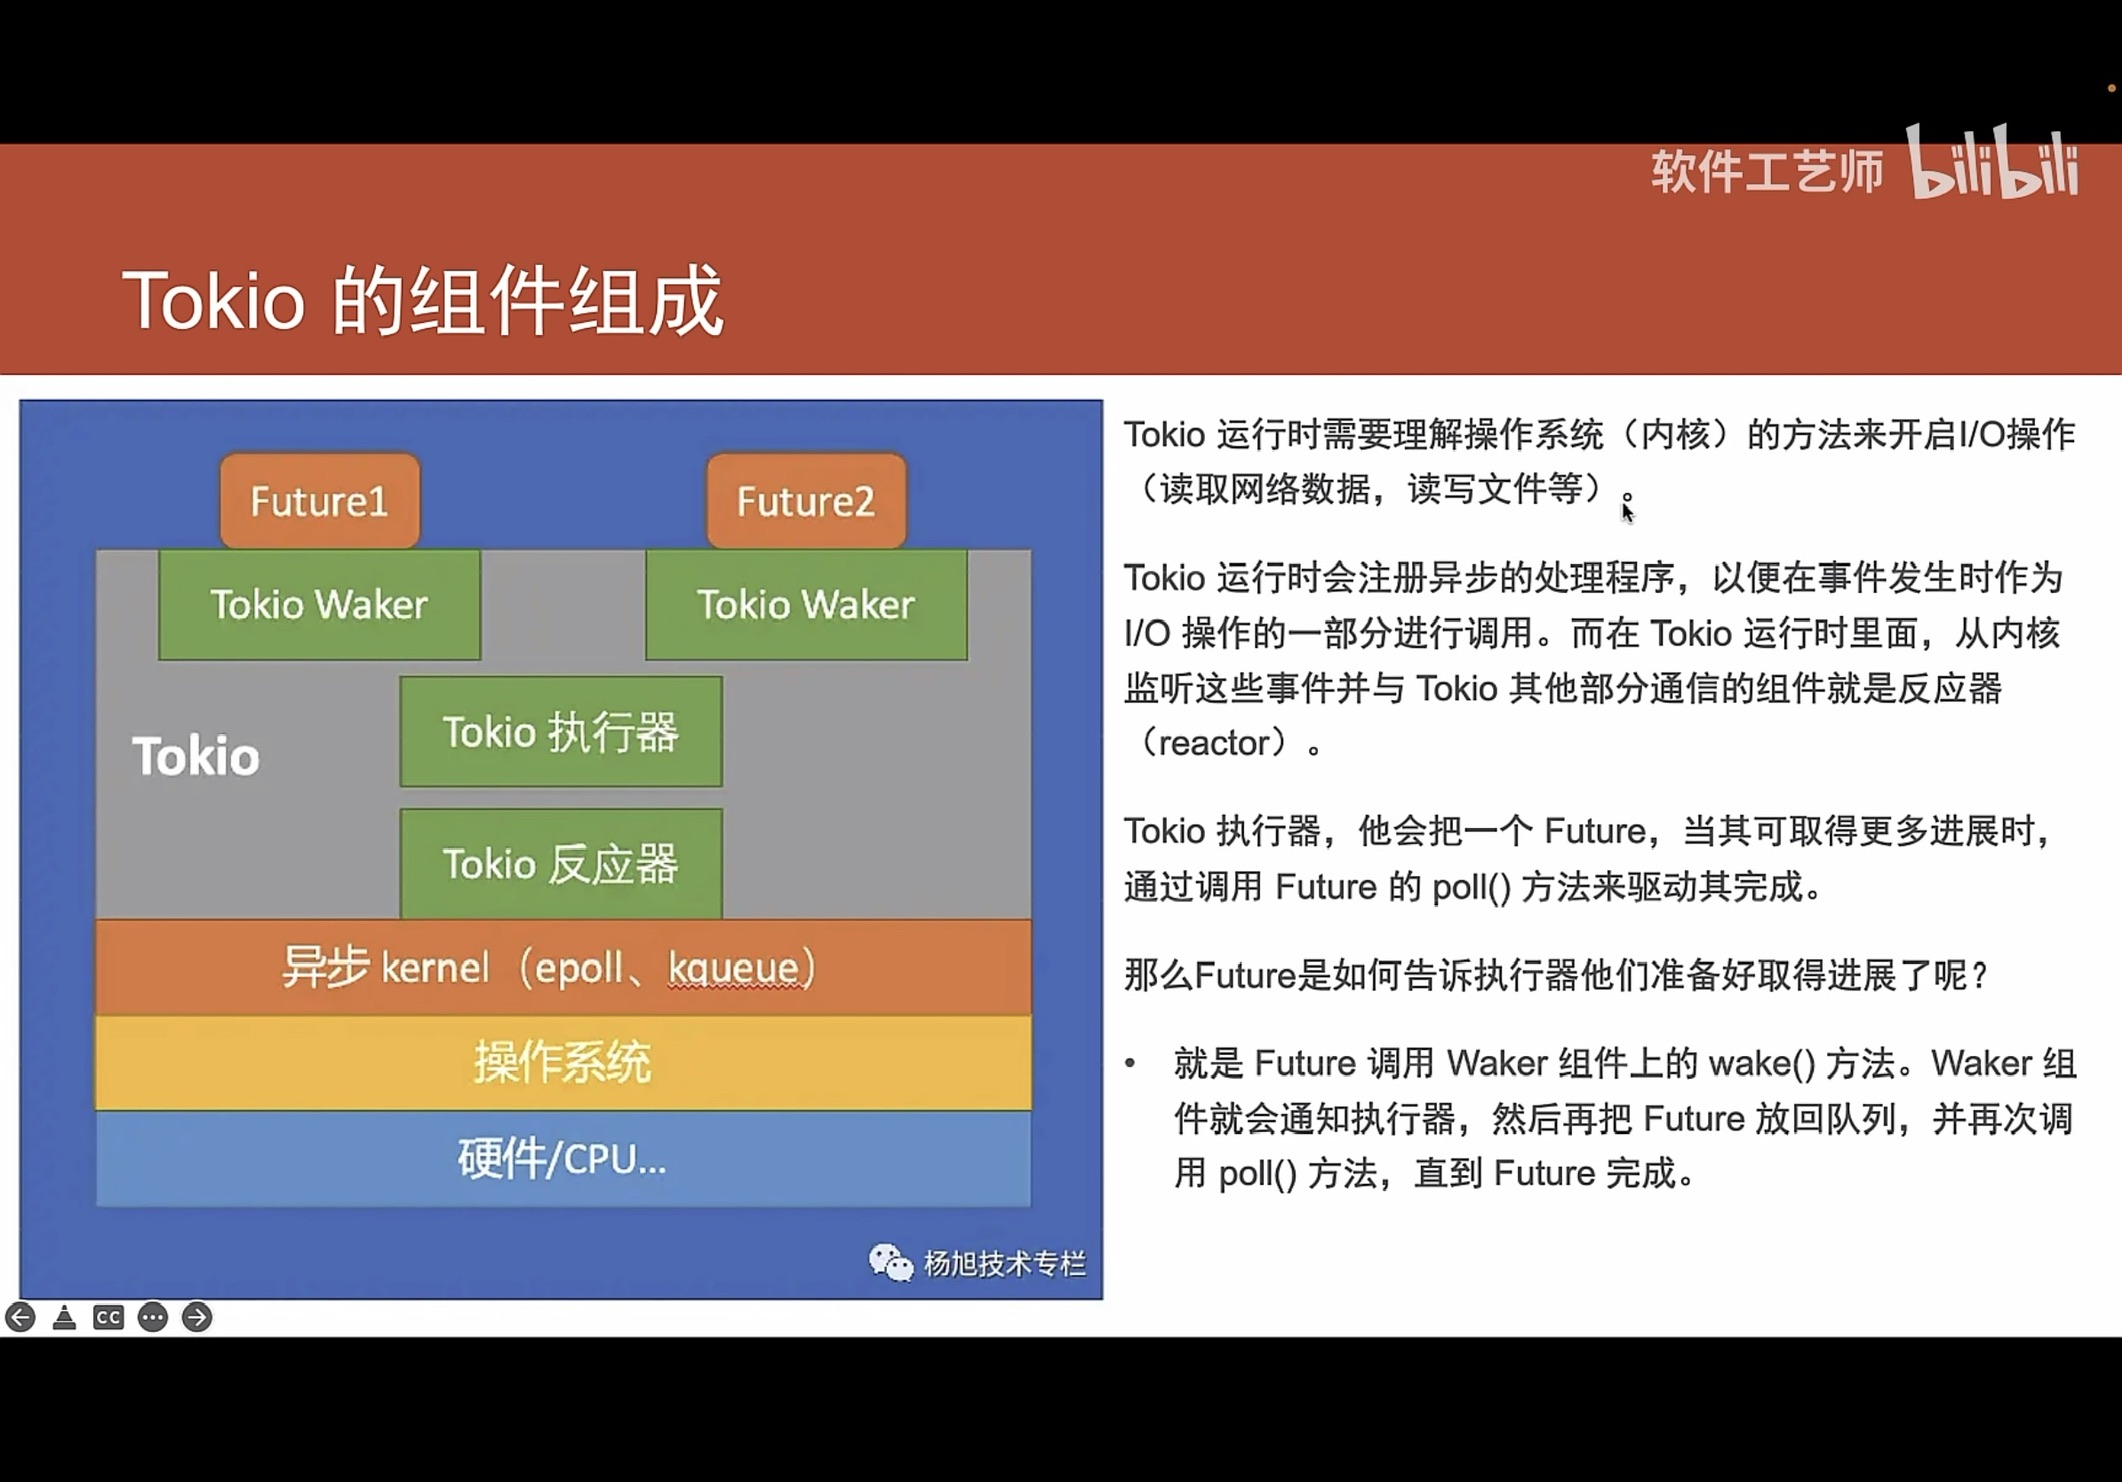 软件工艺师 bilibili
Tokio 的组件组成
Future1
Future2
Tokio Waker
Tokio Waker
Tokio 执行器
Tokio
Tokio 反应器
异步 kernel（epoll、kqueue）
操作系统
硬件/CPU...
杨旭技术专栏
Tokio 运行时需要理解操作系统（内核）的方法来开启I/O操作
（读取网络数据，读写文件等）。
Tokio 运行时会注册异步的处理程序，以便在事件发生时作为
I/O 操作的一部分进行调用。而在 Tokio 运行时里面，从内核
监听这些事件并与 Tokio 其他部分通信的组件就是反应器
（reactor）。
Tokio 执行器，他会把一个 Future，当其可取得更多进展时，
通过调用 Future 的 poll() 方法来驱动其完成。
那么Future是如何告诉执行器他们准备好取得进展了呢？
• 就是 Future 调用 Waker 组件上的 wake() 方法。Waker 组
件就会通知执行器，然后再把 Future 放回队列，并再次调
用 poll() 方法，直到 Future 完成。
CC